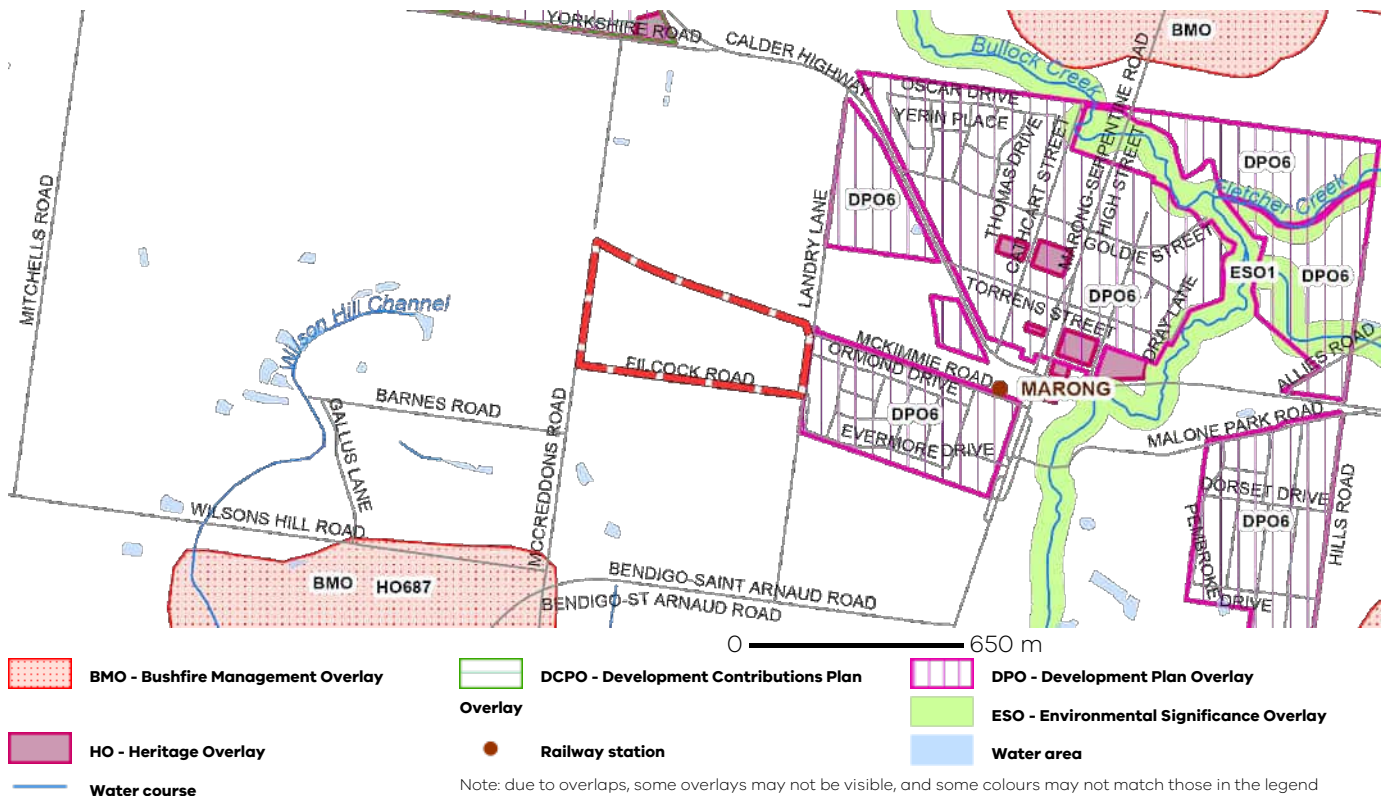 YORKSHIRE ROAD
CALDER HIGHWAY
BMO
Bullock Creek
OSCAR DRIVE
YERIN PLACE
THOMAS DRIVE
CATHCART STREET
MARONG-SERPENTINE ROAD
HIGH STREET
DPO6
Fletcher Creek
MITCHELLS ROAD
LANDRY LANE
DPO6
GOLDIE STREET
ESO1
DPO6
TORRENS STREET
DPO6
DRAY LANE
Wilson Hill Channel
MCKIMMIE ROAD
ORMOND DRIVE
MARONG
ALLIES ROAD
EILCOCK ROAD
BARNES ROAD
GALLUS LANE
MCCREDDONS ROAD
DPO6
EVERMORE DRIVE
MALONE PARK ROAD
DORSET DRIVE
DPO6
HILLS ROAD
PEMBROKE DRIVE
WILSONS HILL ROAD
BMO HO687
BENDIGO-SAINT ARNAUD ROAD
BENDIGO-ST ARNAUD ROAD
0 650 m
BMO - Bushfire Management Overlay
DCPO - Development Contributions Plan
Overlay
DPO - Development Plan Overlay
ESO - Environmental Significance Overlay
HO - Heritage Overlay
Railway station
Water area
Water course
Note: due to overlaps, some overlays may not be visible, and some colours may not match those in the legend